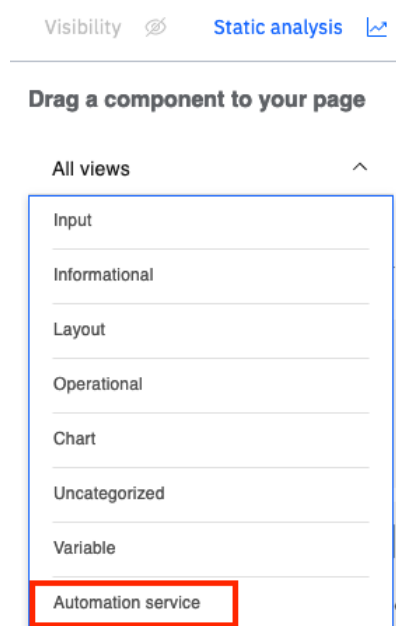 Visibility Static analysis
Drag a component to your page
All views
Input
Informational
Layout
Operational
Chart
Uncategorized
Variable
Automation service